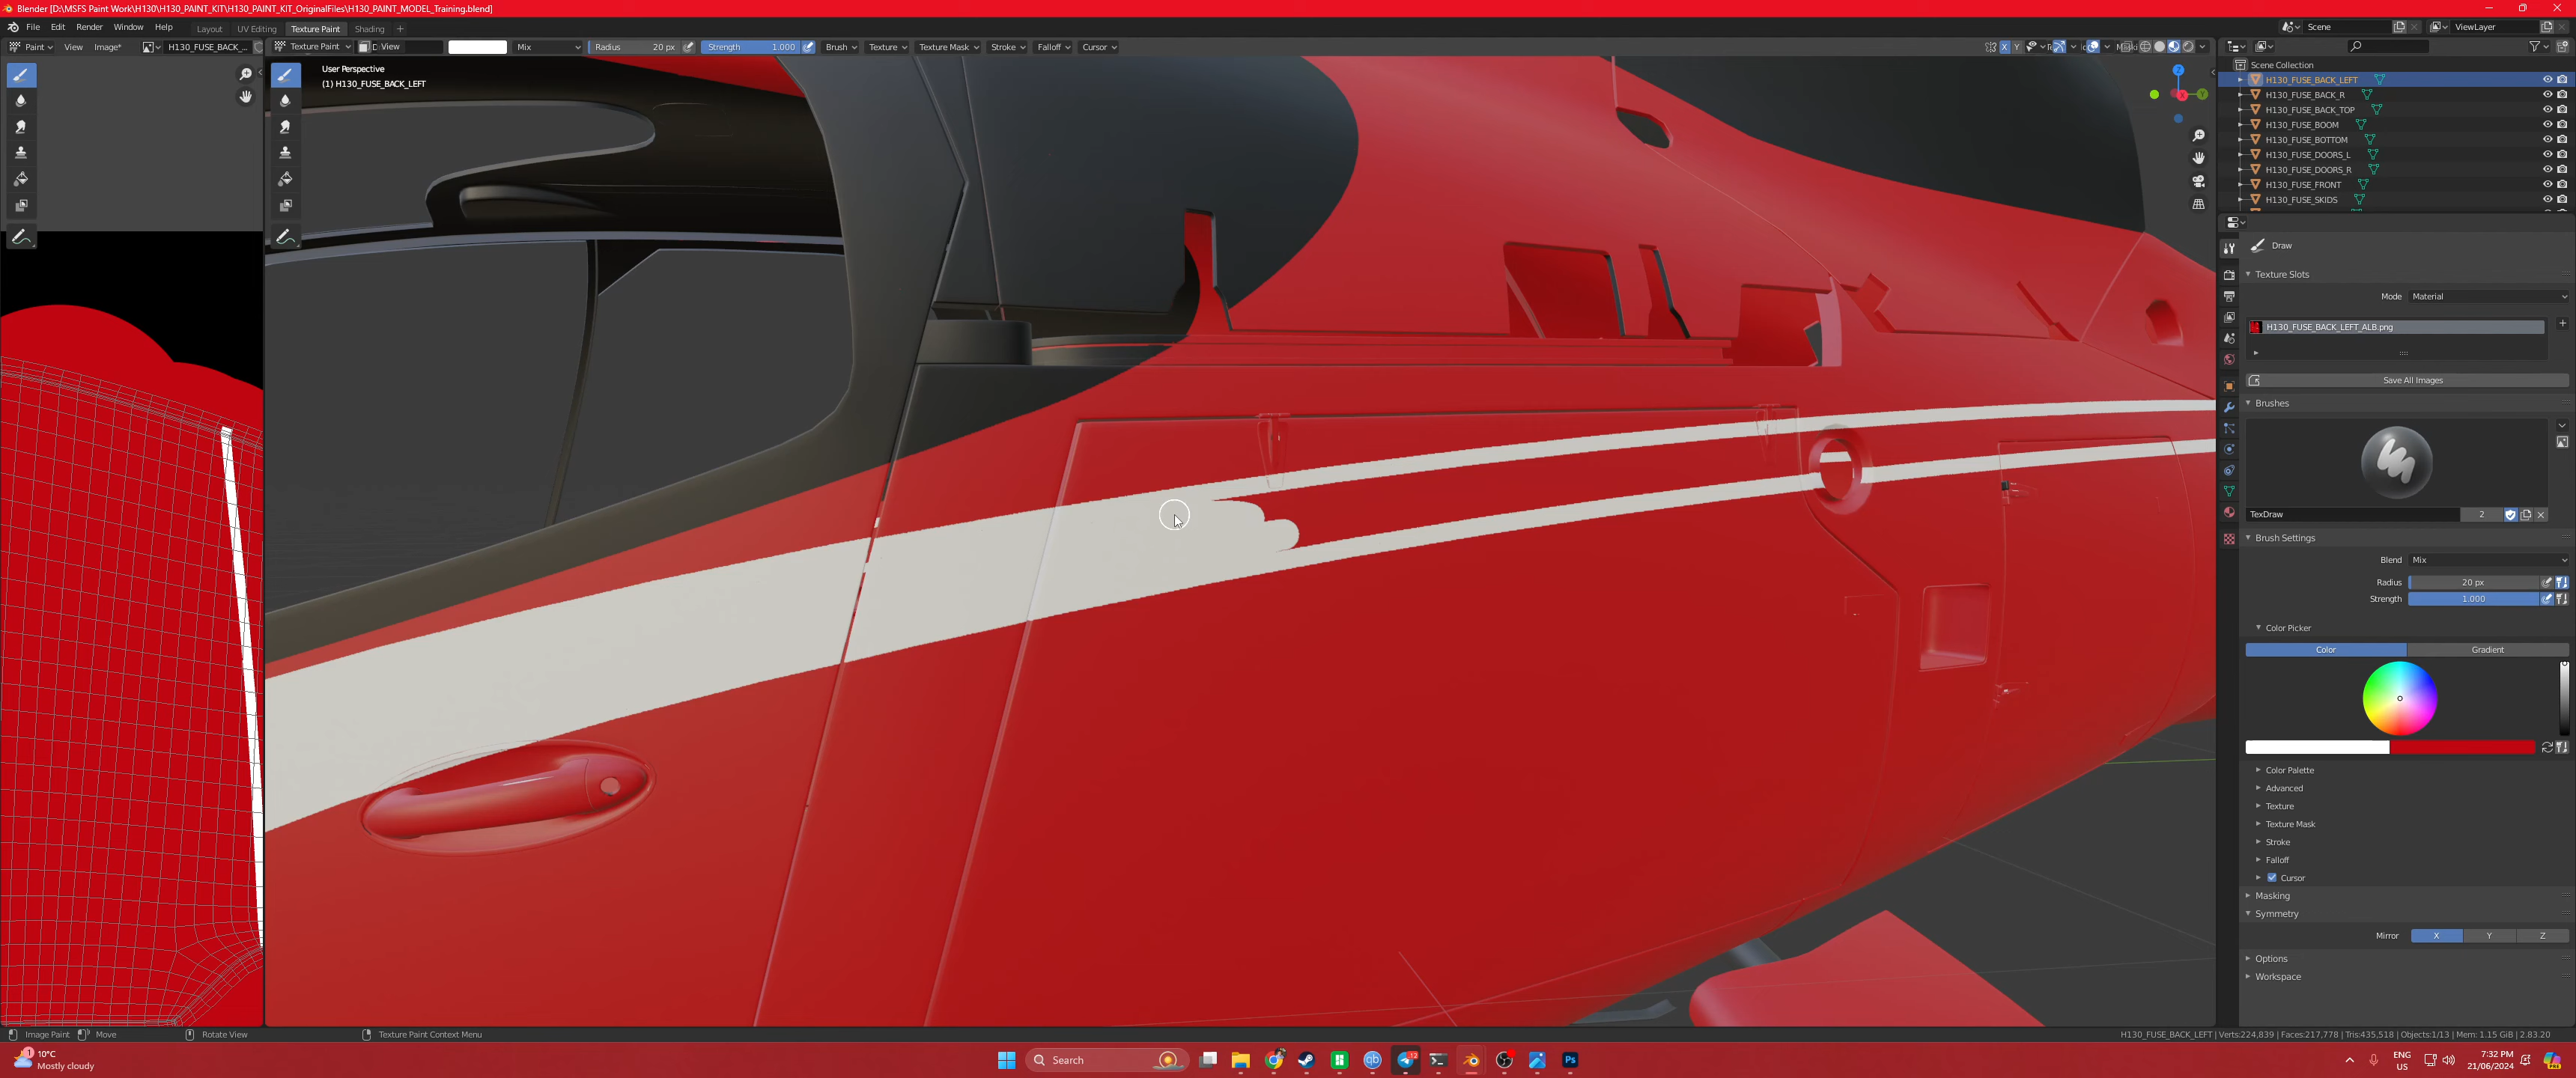 Blender [D:\MSFS Paint Work\H130\H130_PAINT_KIT\H130_PAINT_KIT_OriginalFiles\H130_PAINT_MODEL_Training.blend]
File Edit Render Window Help Layout UV Editing Texture Paint Shading + Scene ViewLayer
Paint View Image* H130_FUSE_BACK_... Texture Paint View Mix Radius 20 px Strength 1.000 Brush Texture Texture Mask Stroke Falloff Cursor X Y
User Perspective
(1) H130_FUSE_BACK_LEFT
Z
Y
Scene Collection
H130_FUSE_BACK_LEFT
H130_FUSE_BACK_R
H130_FUSE_BACK_TOP
H130_FUSE_BOOM
H130_FUSE_BOTTOM
H130_FUSE_DOORS_L
H130_FUSE_DOORS_R
H130_FUSE_FRONT
H130_FUSE_SKIDS
Draw
Texture Slots
Mode Material
H130_FUSE_BACK_LEFT_ALB.png
Save All Images
Brushes
TexDraw 2
Brush Settings
Blend Mix
Radius 20 px
Strength 1.000
Color Picker
Color Gradient
Color Palette
Advanced
Texture
Texture Mask
Stroke
Falloff
Cursor
Masking
Symmetry
Mirror X Y Z
Options
Workspace
Image Paint Move Rotate View Texture Paint Context Menu H130_FUSE_BACK_LEFT | Verts:224,839 | Faces:217,778 | Tris:435,518 | Objects:1/13 | Mem: 1.15 GiB | 2.83.20
1
10°C
Mostly cloudy
Search
qb
12
Ps
ENG
US
7:32 PM
21/06/2024
PRE